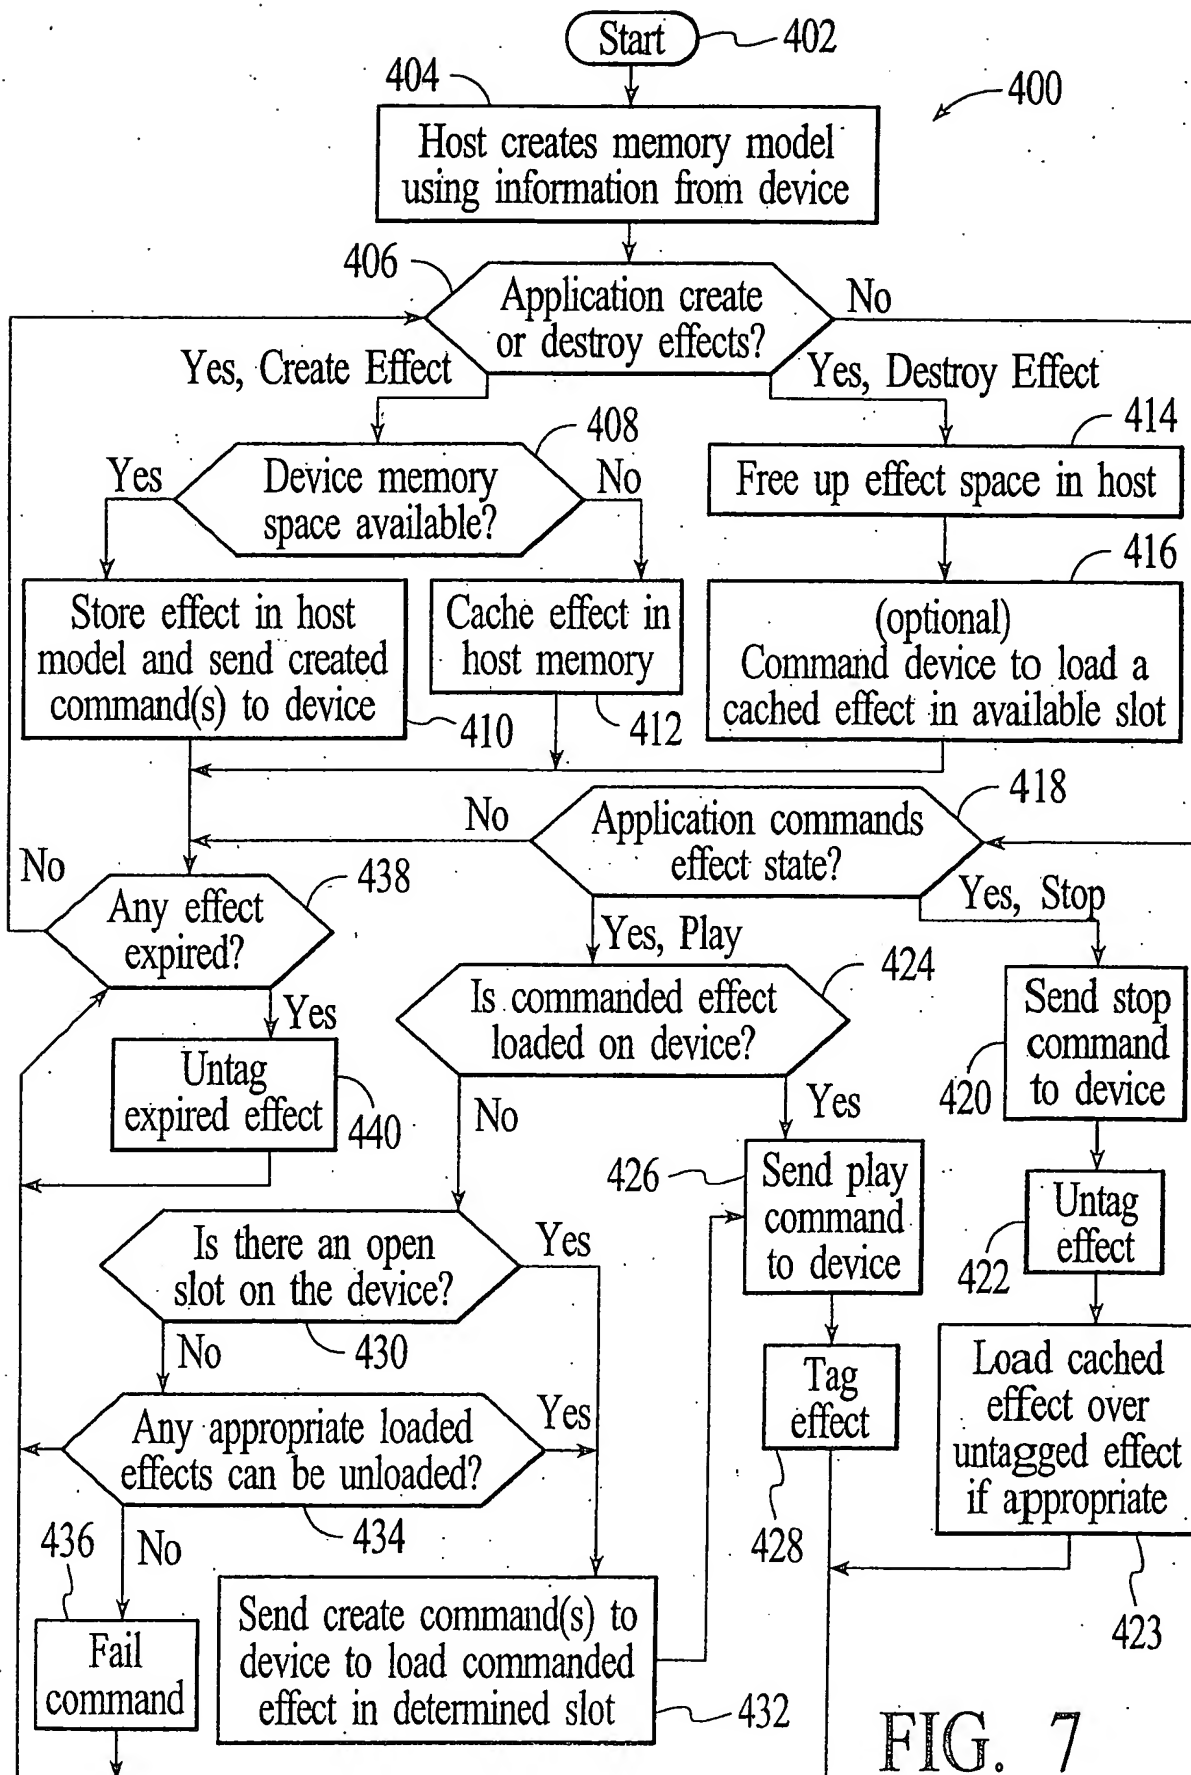 Start
402
404
400
Host creates memory model
using information from device
406
Application create
or destroy effects?
No
Yes, Create Effect
Yes, Destroy Effect
408
414
Yes
Device memory
space available?
No
Free up effect space in host
416
Store effect in host
model and send created
command(s) to device
410
Cache effect in
host memory
412
(optional)
Command device to load a
cached effect in available slot
418
No
Application commands
effect state?
No
438
Any effect
expired?
Yes, Stop
Yes, Play
424
Is commanded effect
loaded on device?
Send stop
command
to device
420
Yes
Untag
expired effect
440
No
Yes
426
Send play
command
to device
Untag
effect
422
Is there an open
slot on the device?
Yes
430
No
Tag
effect
428
Load cached
effect over
untagged effect
if appropriate
423
Any appropriate loaded
effects can be unloaded?
Yes
434
436
No
Fail
command
Send create command(s) to
device to load commanded
effect in determined slot
432
FIG. 7